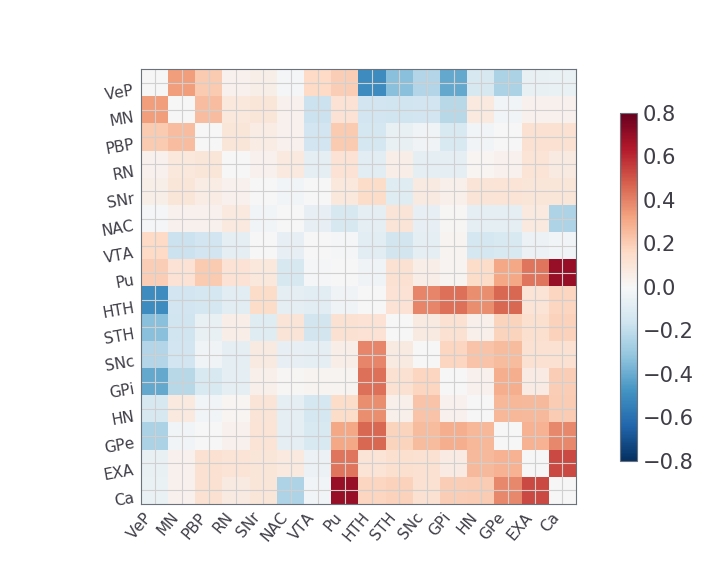 VeP
MN
PBP
RN
SNr
NAC
VTA
Pu
HTH
STH
SNc
GPi
HN
GPe
EXA
Ca
VeP MN PBP RN SNr NAC VTA Pu HTH STH SNc GPi HN GPe EXA Ca
0.8
0.6
0.4
0.2
0.0
−0.2
−0.4
−0.6
−0.8